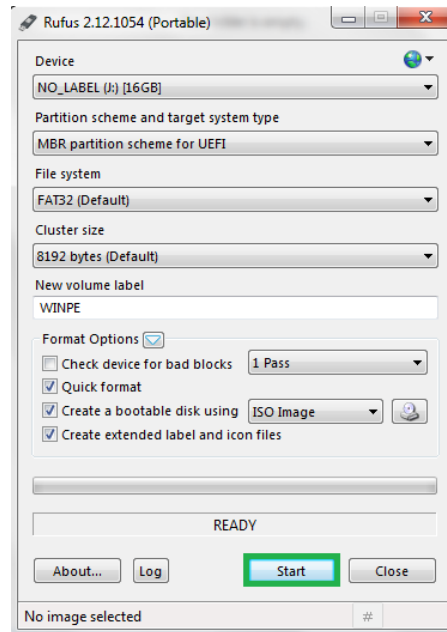 Rufus 2.12.1054 (Portable)
Device
NO_LABEL (J:) [16GB]
Partition scheme and target system type
MBR partition scheme for UEFI
File system
FAT32 (Default)
Cluster size
8192 bytes (Default)
New volume label
WINPE
Format Options
Check device for bad blocks 1 Pass
Quick format
Create a bootable disk using ISO Image
Create extended label and icon files
READY
About... Log Start Close
No image selected #